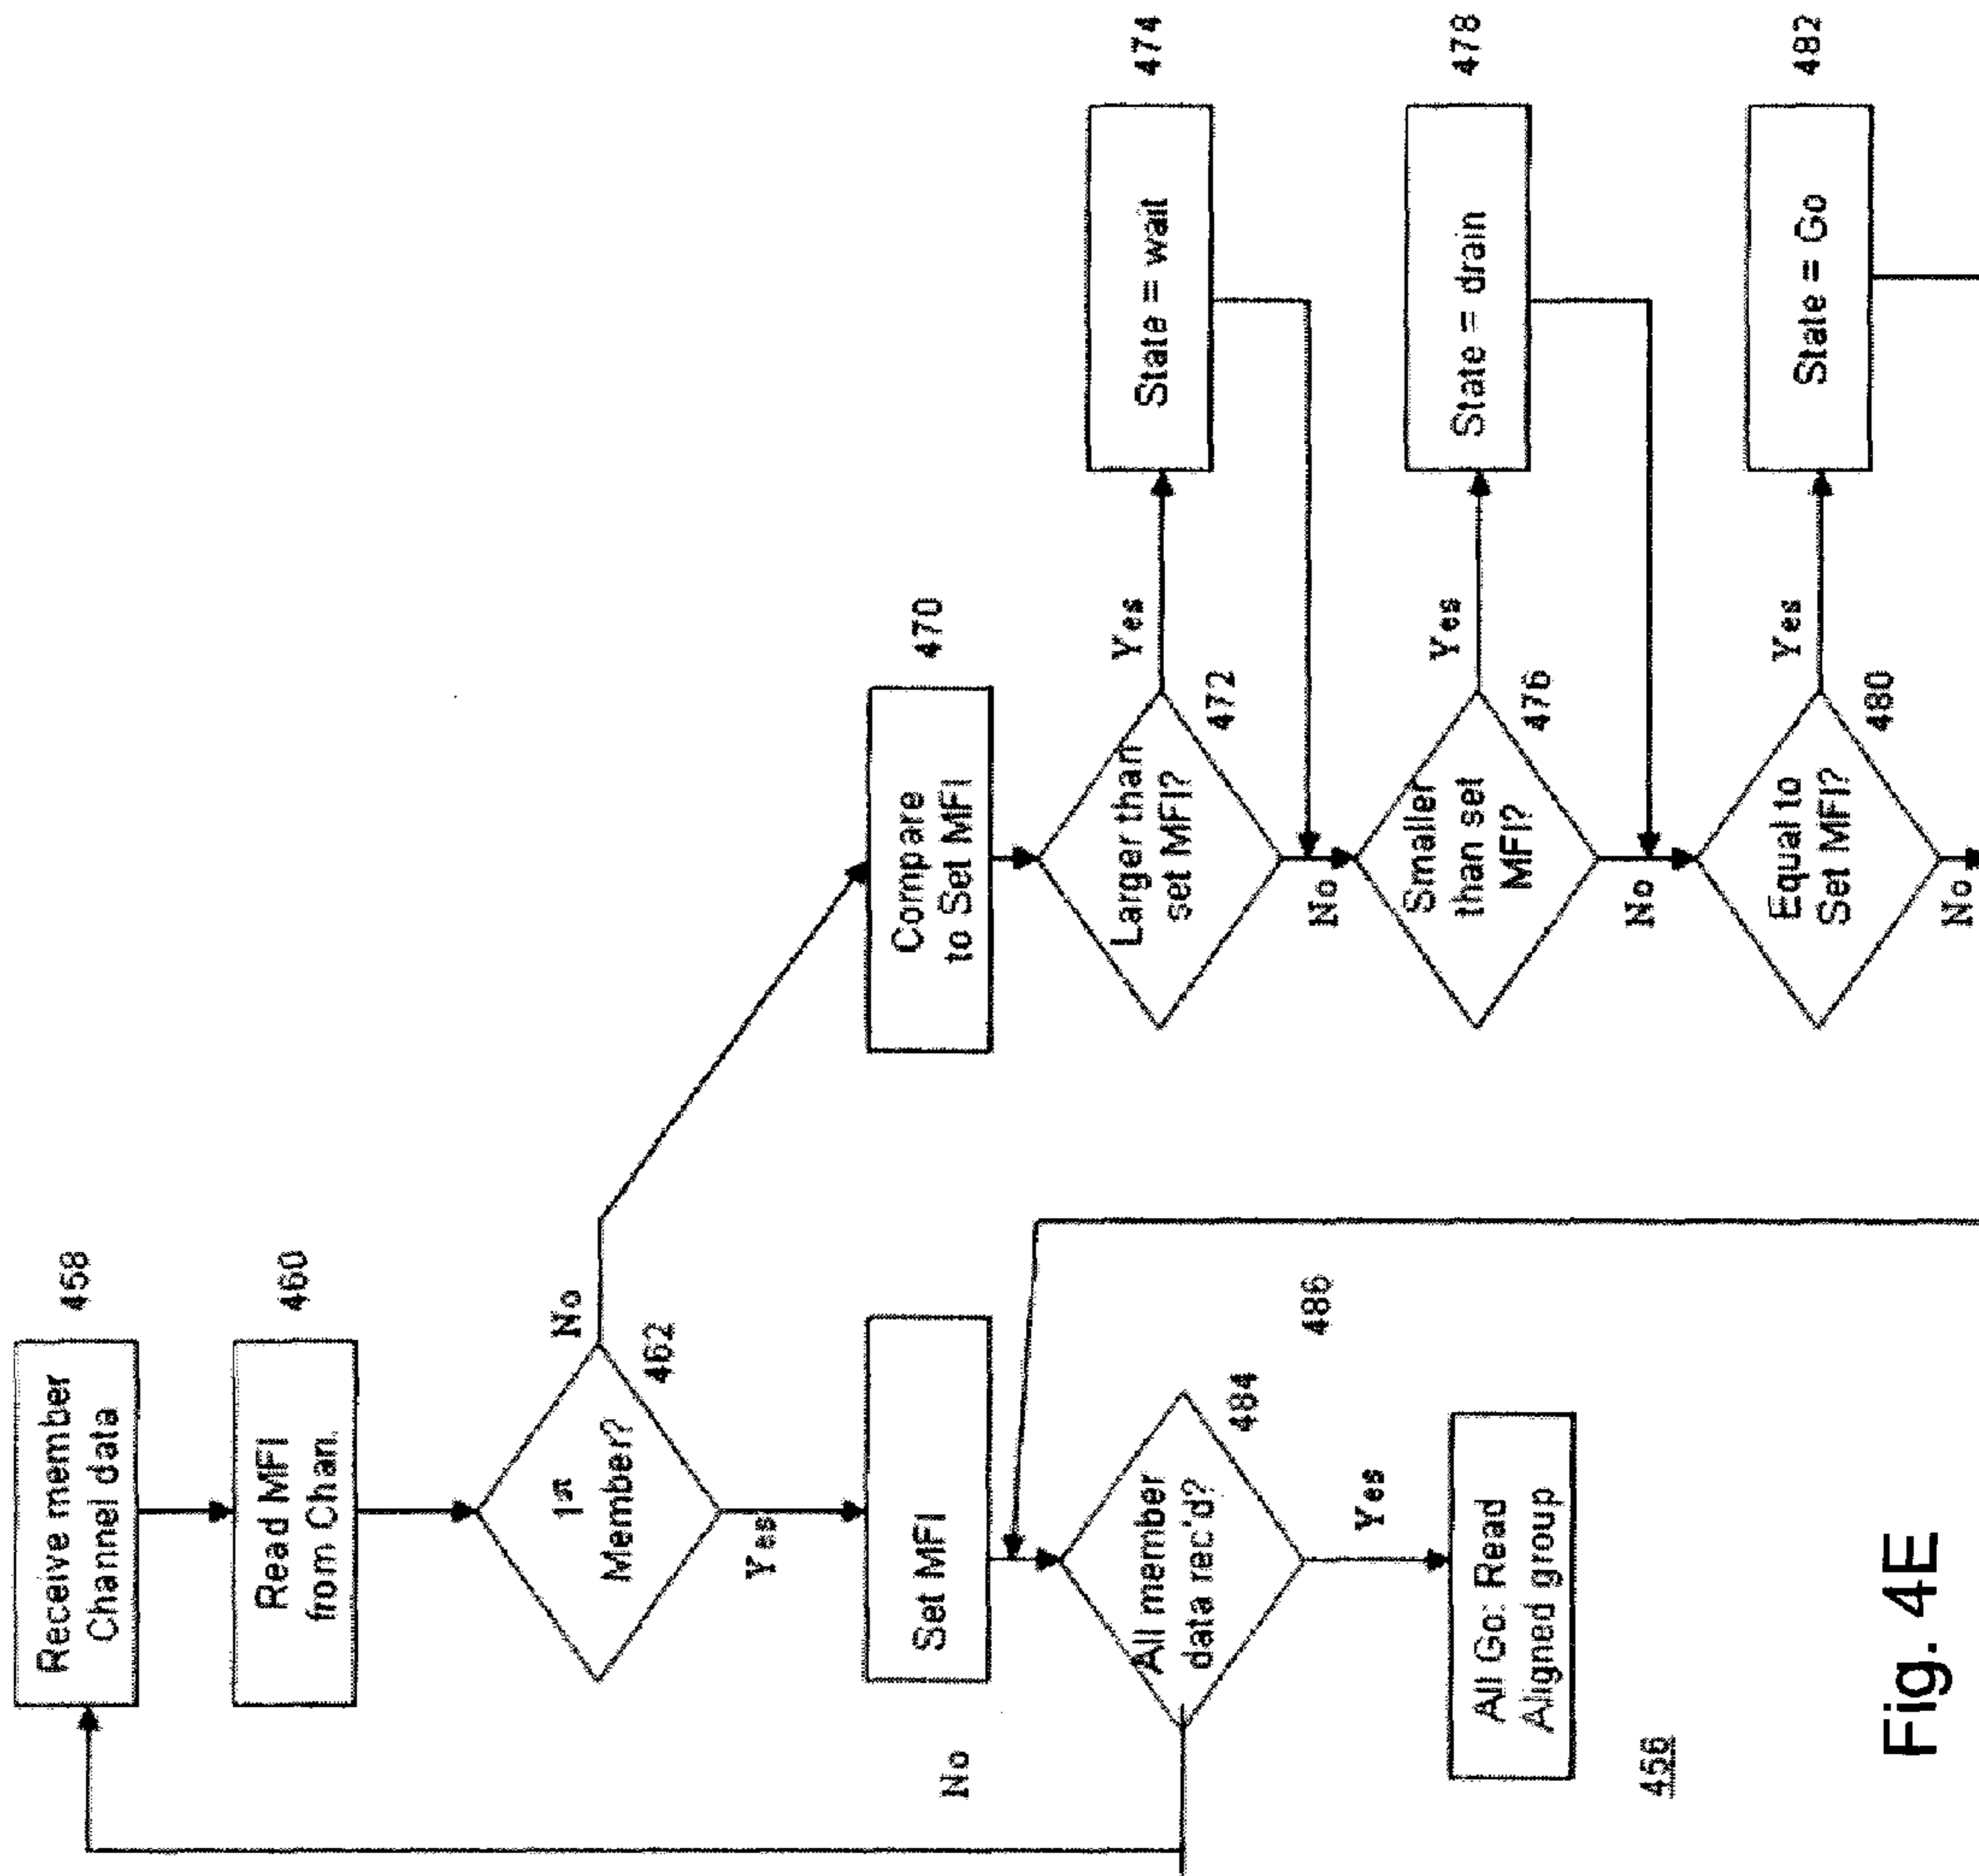 Receive member
Channel data
458
Read MFI
from Chan.
460
1st
Member?
462
No
Yes
Set MFI
All member
data rec'd?
484
486
No
Yes
All Go: Read
Aligned group
456
Compare
to Set MFI
470
Larger than
set MFI?
472
Yes
State = wait
474
No
Smaller
than set
MFI?
476
Yes
State = drain
478
No
Equal to
Set MFI?
480
Yes
State = Go
482
No
Fig. 4E